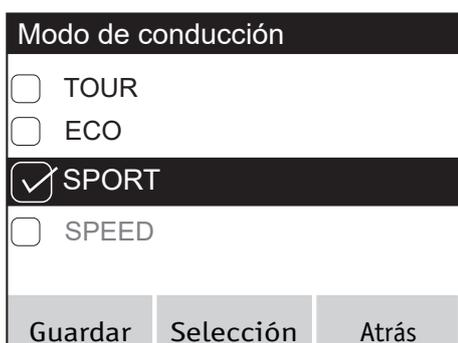 Modo de conducción
TOUR
ECO
SPORT
SPEED
Guardar Selección Atrás